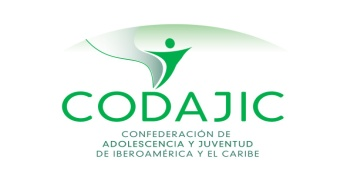 CODAJIC
CONFEDERACIÓN DE
ADOLESCENCIA Y JUVENTUD
DE IBEROAMÉRICA Y EL CARIBE